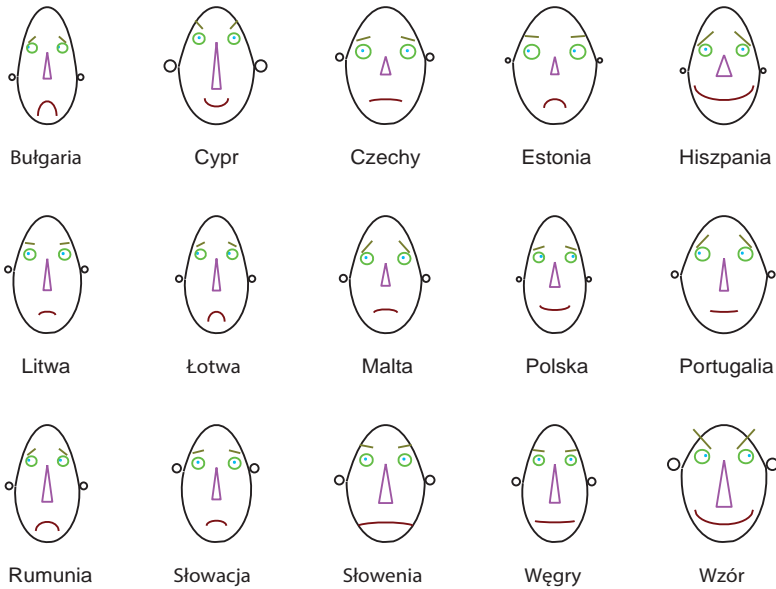 Bułgaria
Cypr
Czechy
Estonia
Hiszpania
Litwa
Łotwa
Malta
Polska
Portugalia
Rumunia
Słowacja
Słowenia
Węgry
Wzór